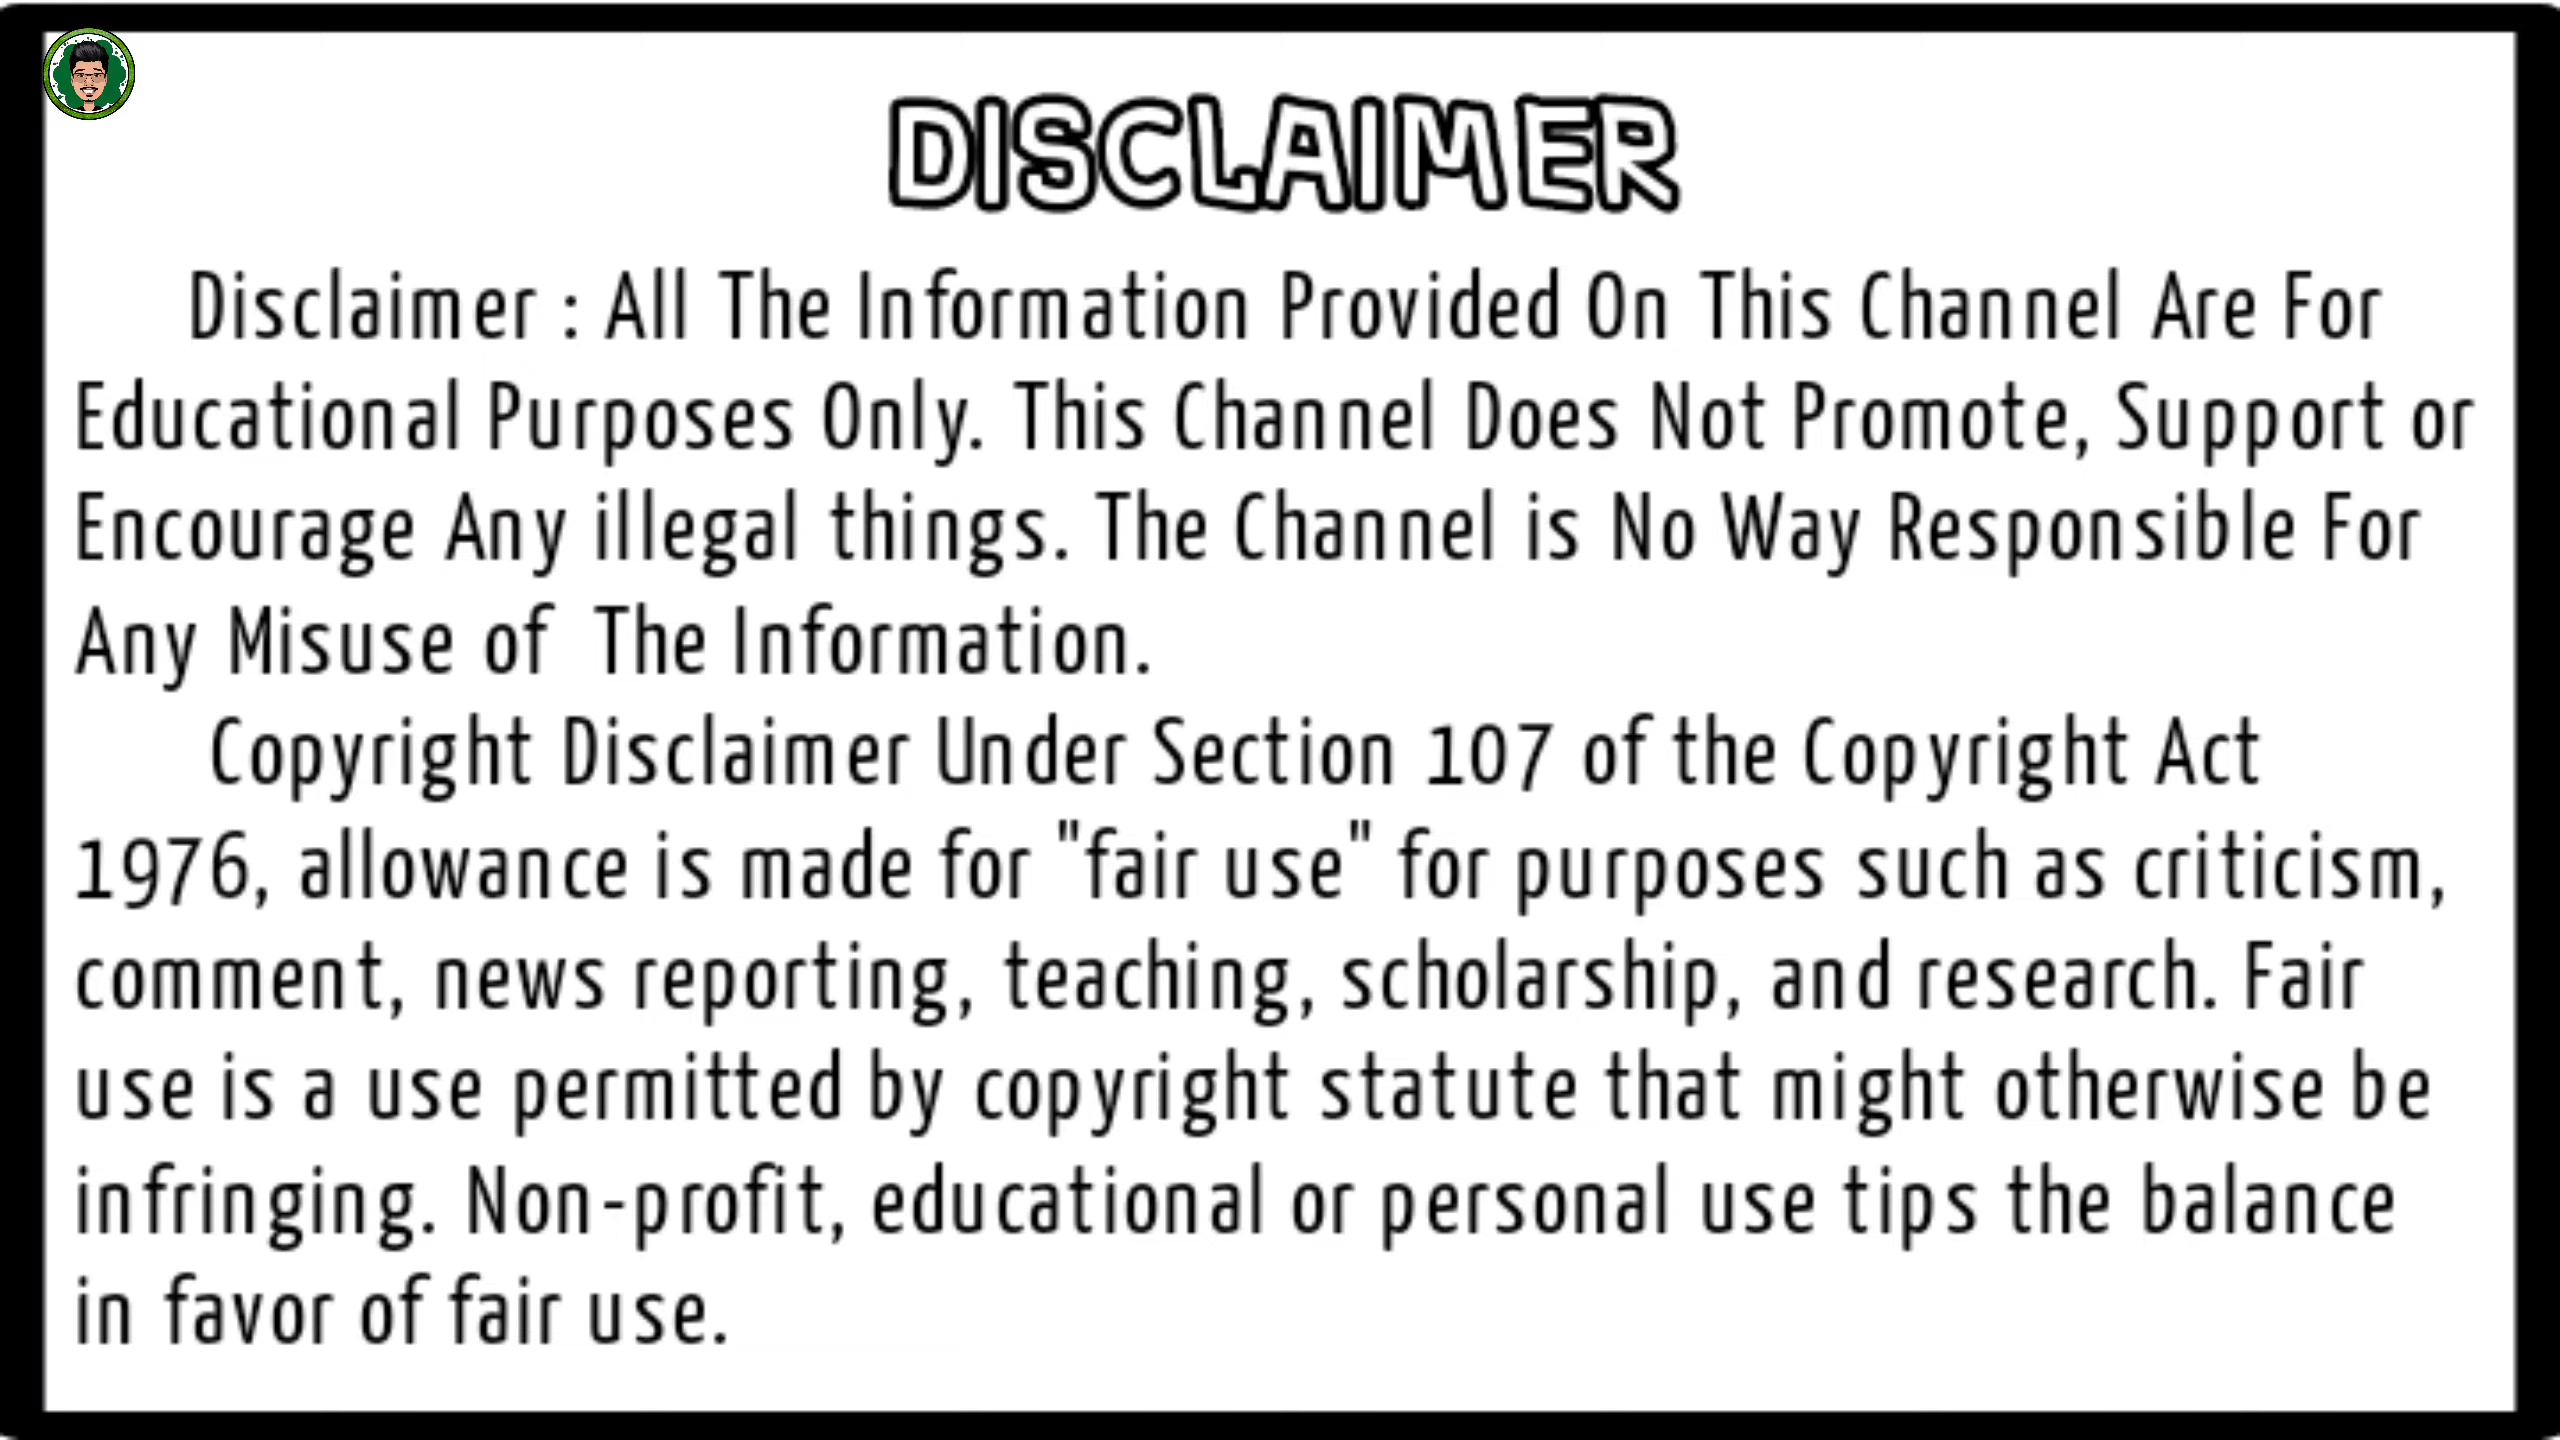 DISCLAIMER
Disclaimer : All The Information Provided On This Channel Are For
Educational Purposes Only. This Channel Does Not Promote, Support or
Encourage Any illegal things. The Channel is No Way Responsible For
Any Misuse of The Information.
Copyright Disclaimer Under Section 107 of the Copyright Act
1976, allowance is made for "fair use" for purposes such as criticism,
comment, news reporting, teaching, scholarship, and research. Fair
use is a use permitted by copyright statute that might otherwise be
infringing. Non-profit, educational or personal use tips the balance
in favor of fair use.